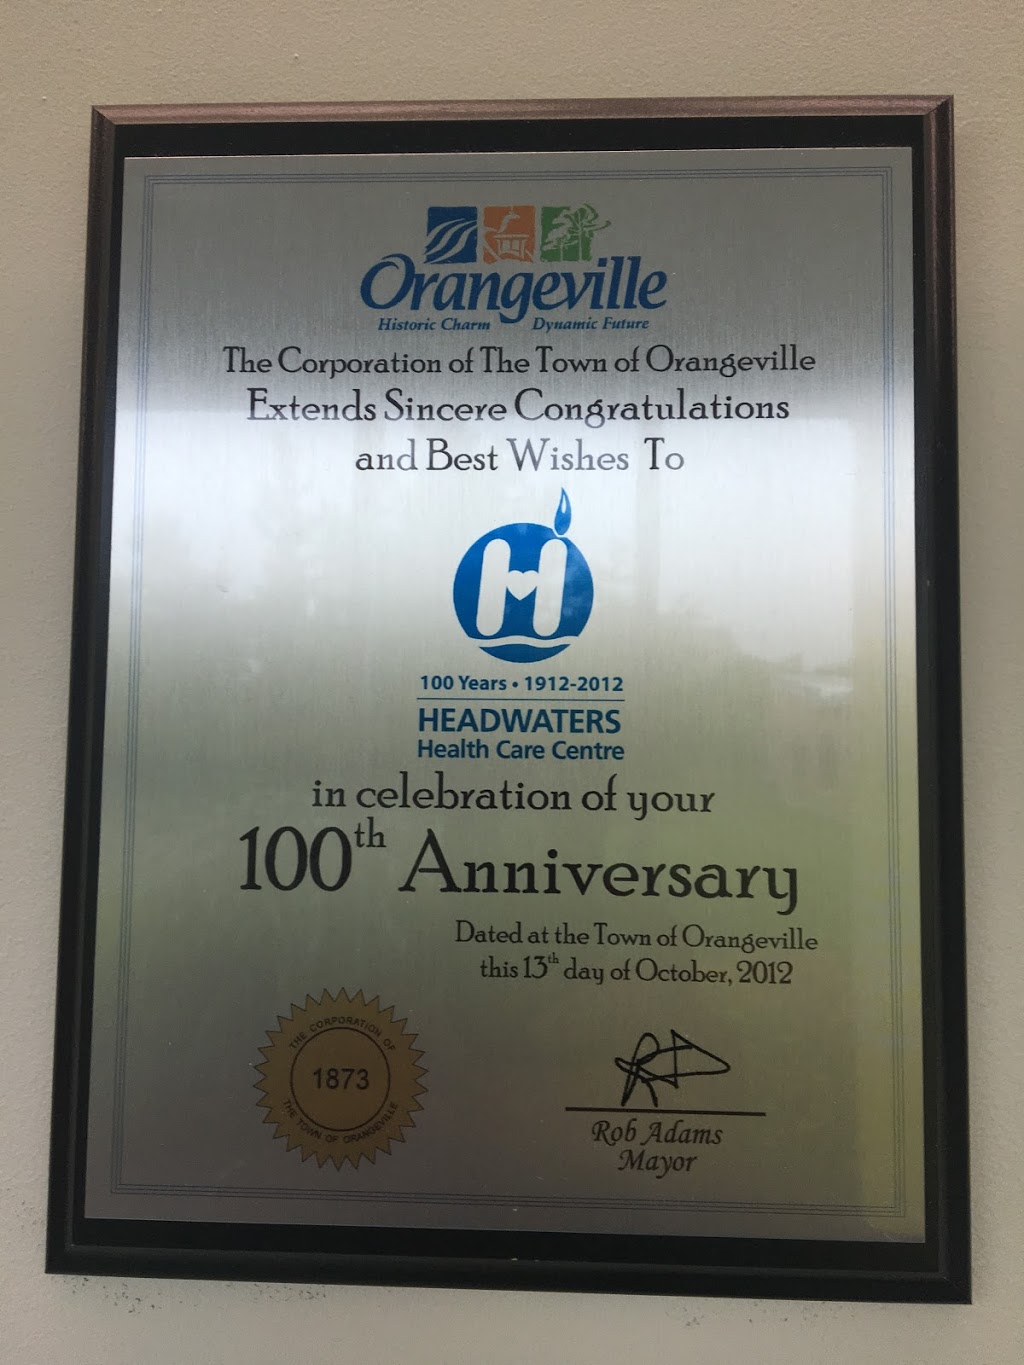 Orangeville
Historic Charm Dynamic Future
The Corporation of The Town of Orangeville
Extends Sincere Congratulations
and Best Wishes To
H
100 Years • 1912-2012
HEADWATERS
Health Care Centre
in celebration of your
100th Anniversary
Dated at the Town of Orangeville
this 13th day of October, 2012
THE CORPORATION OF
1873
THE TOWN OF ORANGEVILLE
Rob Adams
Mayor